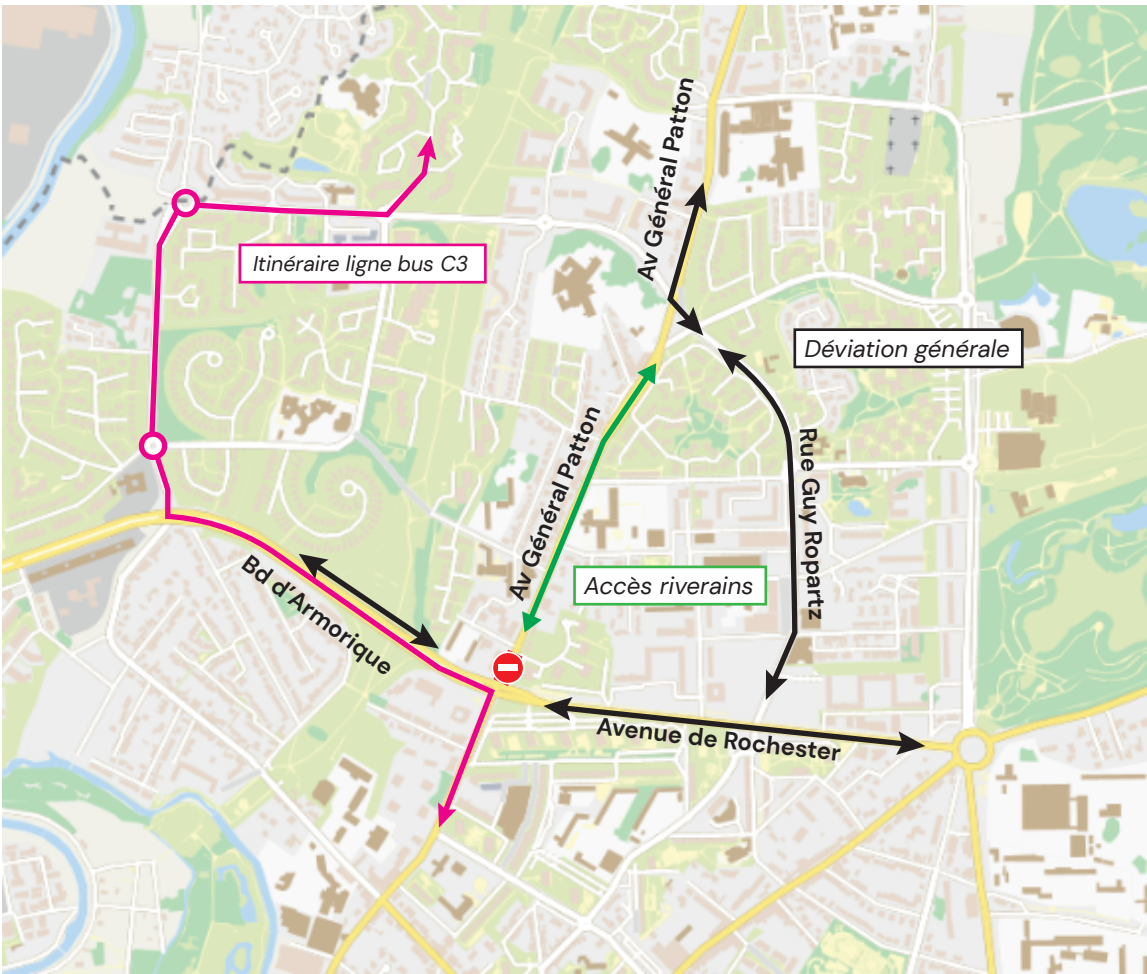 Av Général Patton
Itinéraire ligne bus C3
Déviation générale
Av Général Patton
Rue Guy Ropartz
Accès riverains
Bd d'Armorique
Avenue de Rochester